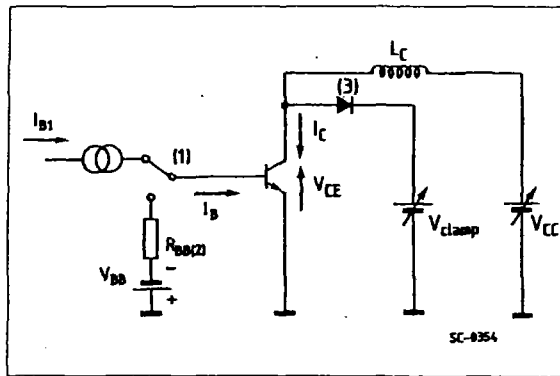 L_C
(3)
I_B1
(1)
I_C
I_B
V_CE
V_clamp
V_CC
R_BB(2)
V_BB
-
+
SC-0354